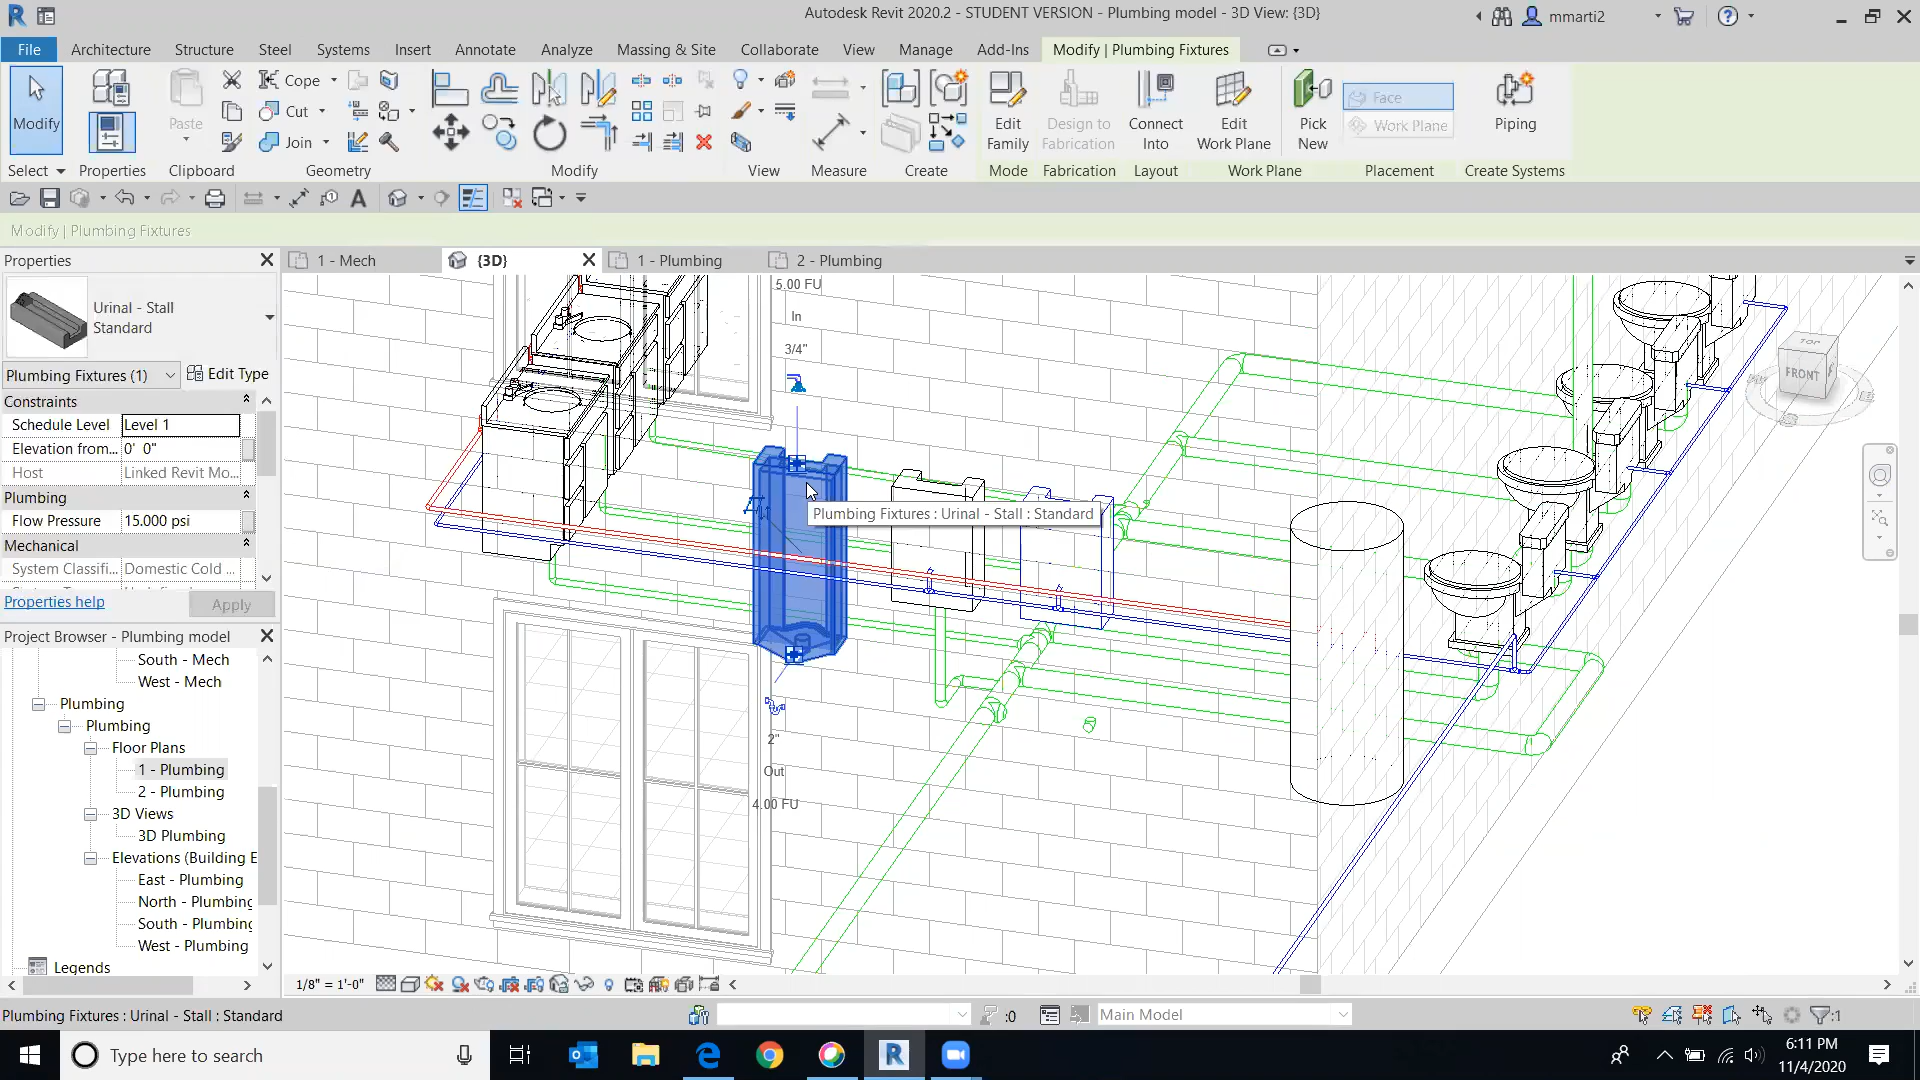 Autodesk Revit 2020.2 - STUDENT VERSION - Plumbing model - 3D View: {3D}
mmarti2
File Architecture Structure Steel Systems Insert Annotate Analyze Massing & Site Collaborate View Manage Add-Ins Modify | Plumbing Fixtures
Modify
Paste
Cope
Cut
Join
Edit Family
Design to Fabrication
Connect Into
Edit Work Plane
Pick New
Face
Work Plane
Piping
Select Properties Clipboard Geometry Modify View Measure Create Mode Fabrication Layout Work Plane Placement Create Systems
Modify | Plumbing Fixtures
Properties
1 - Mech
{3D}
1 - Plumbing
2 - Plumbing
Urinal - Stall
Standard
Plumbing Fixtures (1)
Edit Type
Constraints
Schedule Level Level 1
Elevation from... 0' 0"
Host Linked Revit Mo...
Plumbing
Flow Pressure 15.000 psi
Mechanical
System Classifi... Domestic Cold ...
Properties help
Apply
Project Browser - Plumbing model
South - Mech
West - Mech
Plumbing
Plumbing
Floor Plans
1 - Plumbing
2 - Plumbing
3D Views
3D Plumbing
Elevations (Building E
East - Plumbing
North - Plumbing
South - Plumbing
West - Plumbing
Legends
5.00 FU
In
3/4"
Plumbing Fixtures : Urinal - Stall : Standard
2"
Out
4.00 FU
TOP
FRONT
1/8" = 1'-0"
Plumbing Fixtures : Urinal - Stall : Standard
:0
Main Model
:1
Type here to search
6:11 PM
11/4/2020